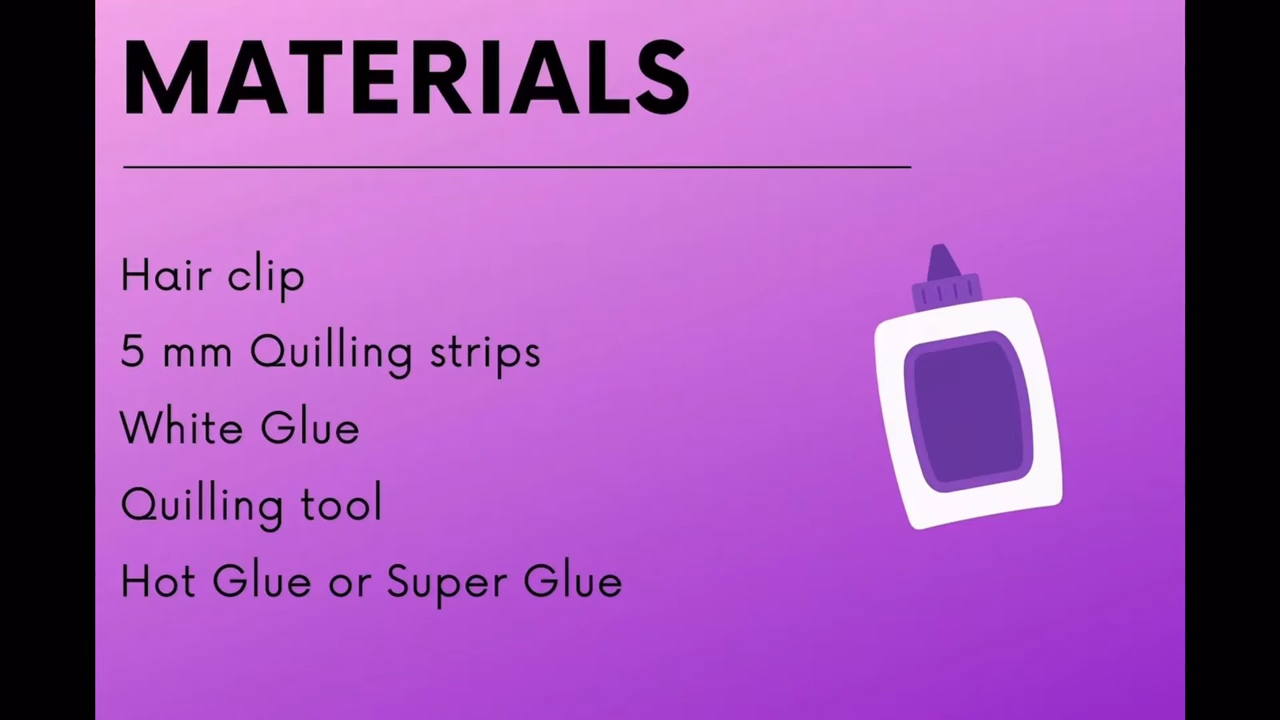 MATERIALS
Hair clip
5 mm Quilling strips
White Glue
Quilling tool
Hot Glue or Super Glue